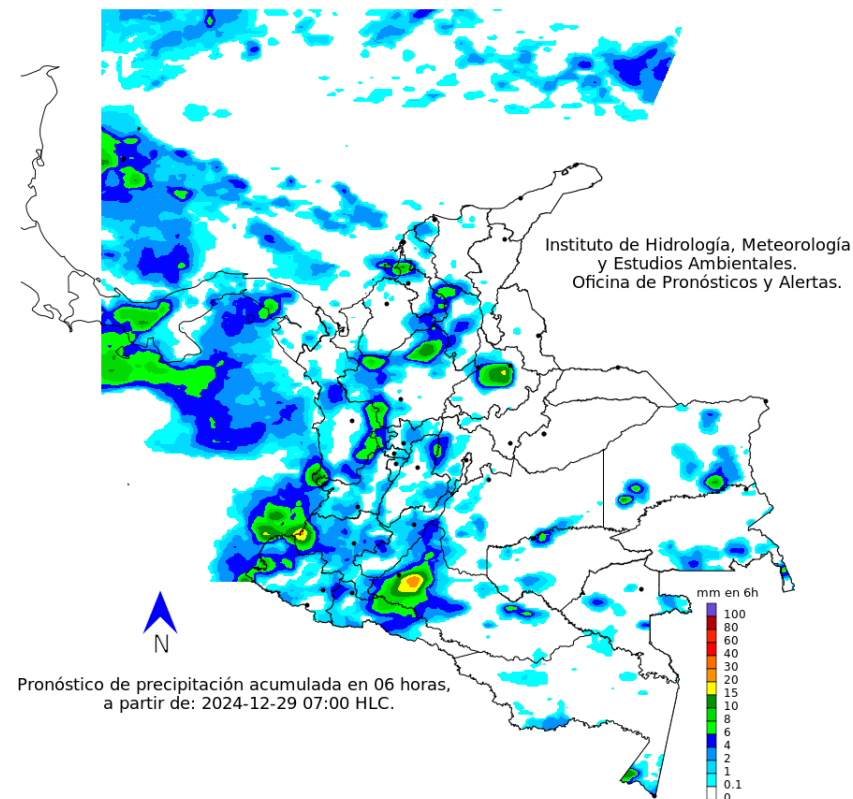 Instituto de Hidrología, Meteorología
y Estudios Ambientales.
Oficina de Pronósticos y Alertas.
N
Pronóstico de precipitación acumulada en 06 horas,
a partir de: 2024-12-29 07:00 HLC.
mm en 6h
100
80
60
40
30
20
15
10
8
6
4
2
1
0.1
0